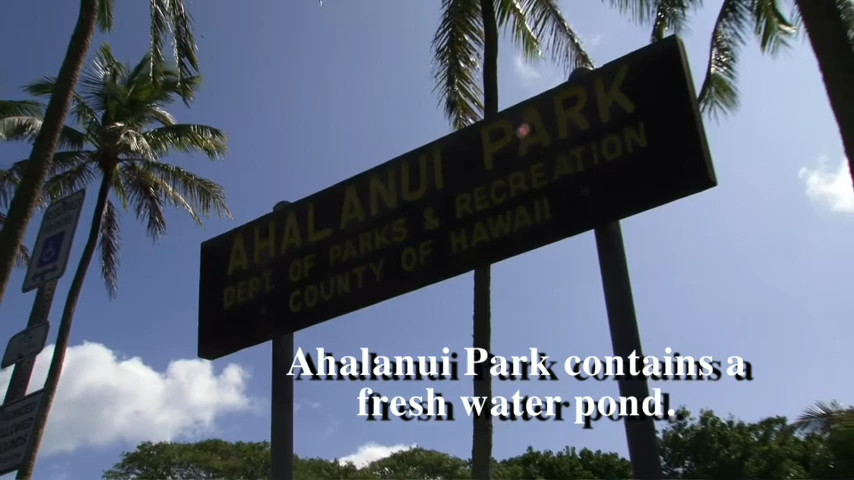 AHALANUI PARK
DEPT. OF PARKS & RECREATION
COUNTY OF HAWAII
Ahalanui Park contains a
fresh water pond.